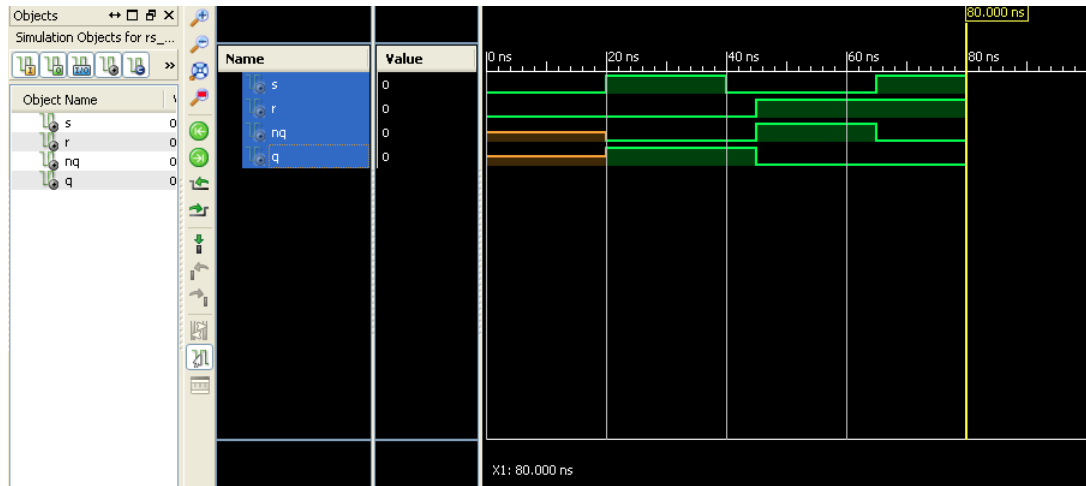 Objects
Simulation Objects for rs_...
»
Object Name
s 0
r 0
nq 0
q 0
Name
Value
s 0
r 0
nq 0
q 0
80.000 ns
0 ns 20 ns 40 ns 60 ns 80 ns
X1: 80.000 ns